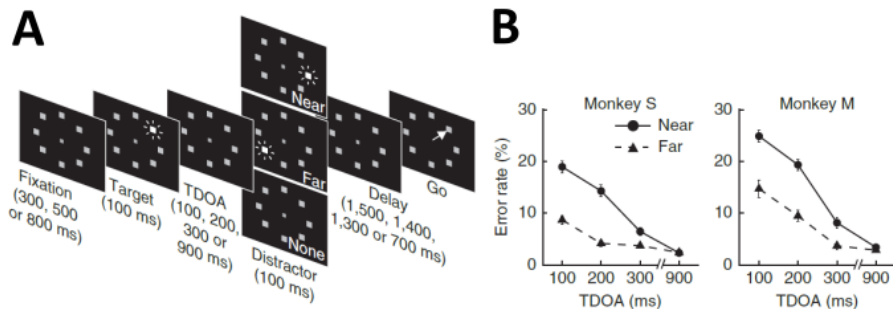 A
Near
Far
None
Fixation
(300, 500
or 800 ms)
Target
(100 ms)
TDOA
(100, 200,
300 or
900 ms)
Distractor
(100 ms)
Delay
(1,500, 1,400,
1,300 or 700 ms)
Go
B
Monkey S
Near
Far
Error rate (%)
30
20
10
0
100 200 300 900
TDOA (ms)
Monkey M
30
20
10
0
100 200 300 900
TDOA (ms)